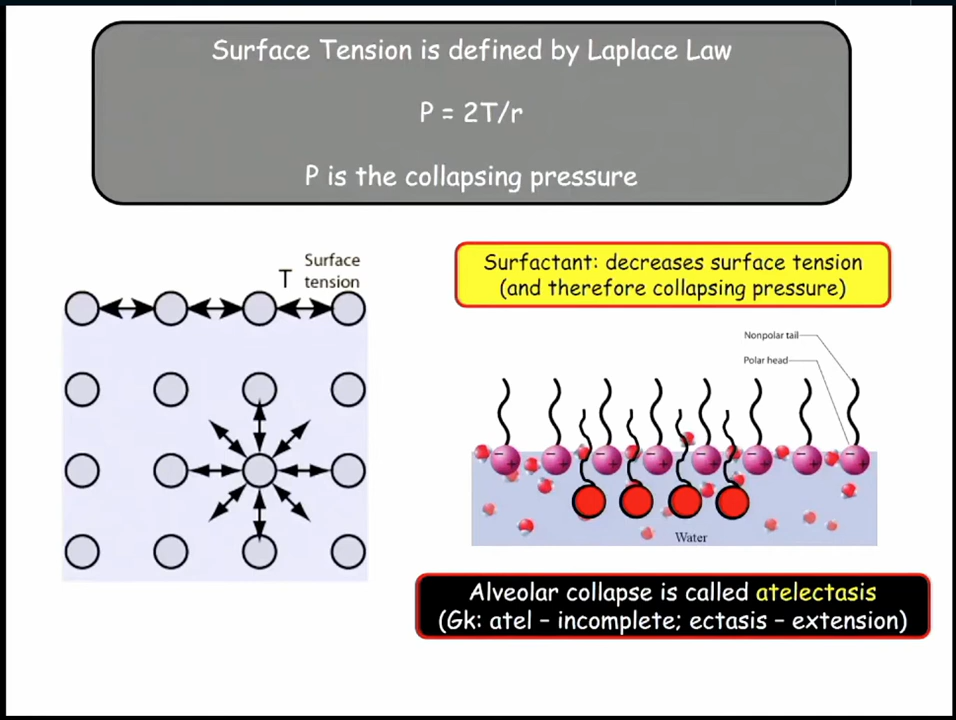 Surface Tension is defined by Laplace Law
P = 2T/r
P is the collapsing pressure
T Surface
tension
Surfactant: decreases surface tension
(and therefore collapsing pressure)
Nonpolar tail
Polar head
− + − + − + − + − + − + − + − +
Water
Alveolar collapse is called atelectasis
(Gk: atel – incomplete; ectasis – extension)